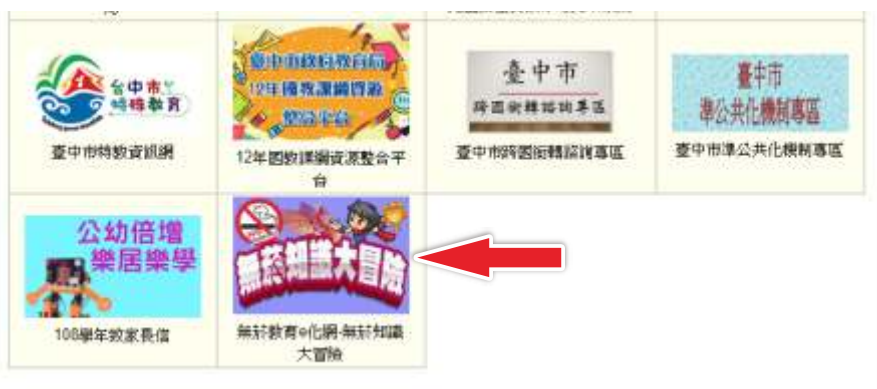 台中市
特殊教育
臺中市特教資訊網
臺中市政府教育局
12年國教課綱資源
整合平台
12年國教課綱資源整合平
台
臺中市
跨國銜轉諮詢專區
臺中市跨國銜轉諮詢專區
臺中市
準公共化機制專區
臺中市準公共化機制專區
公幼倍增
樂居樂學
108學年致家長信
無菸知識大冒險
無菸教育e化網-無菸知識
大冒險